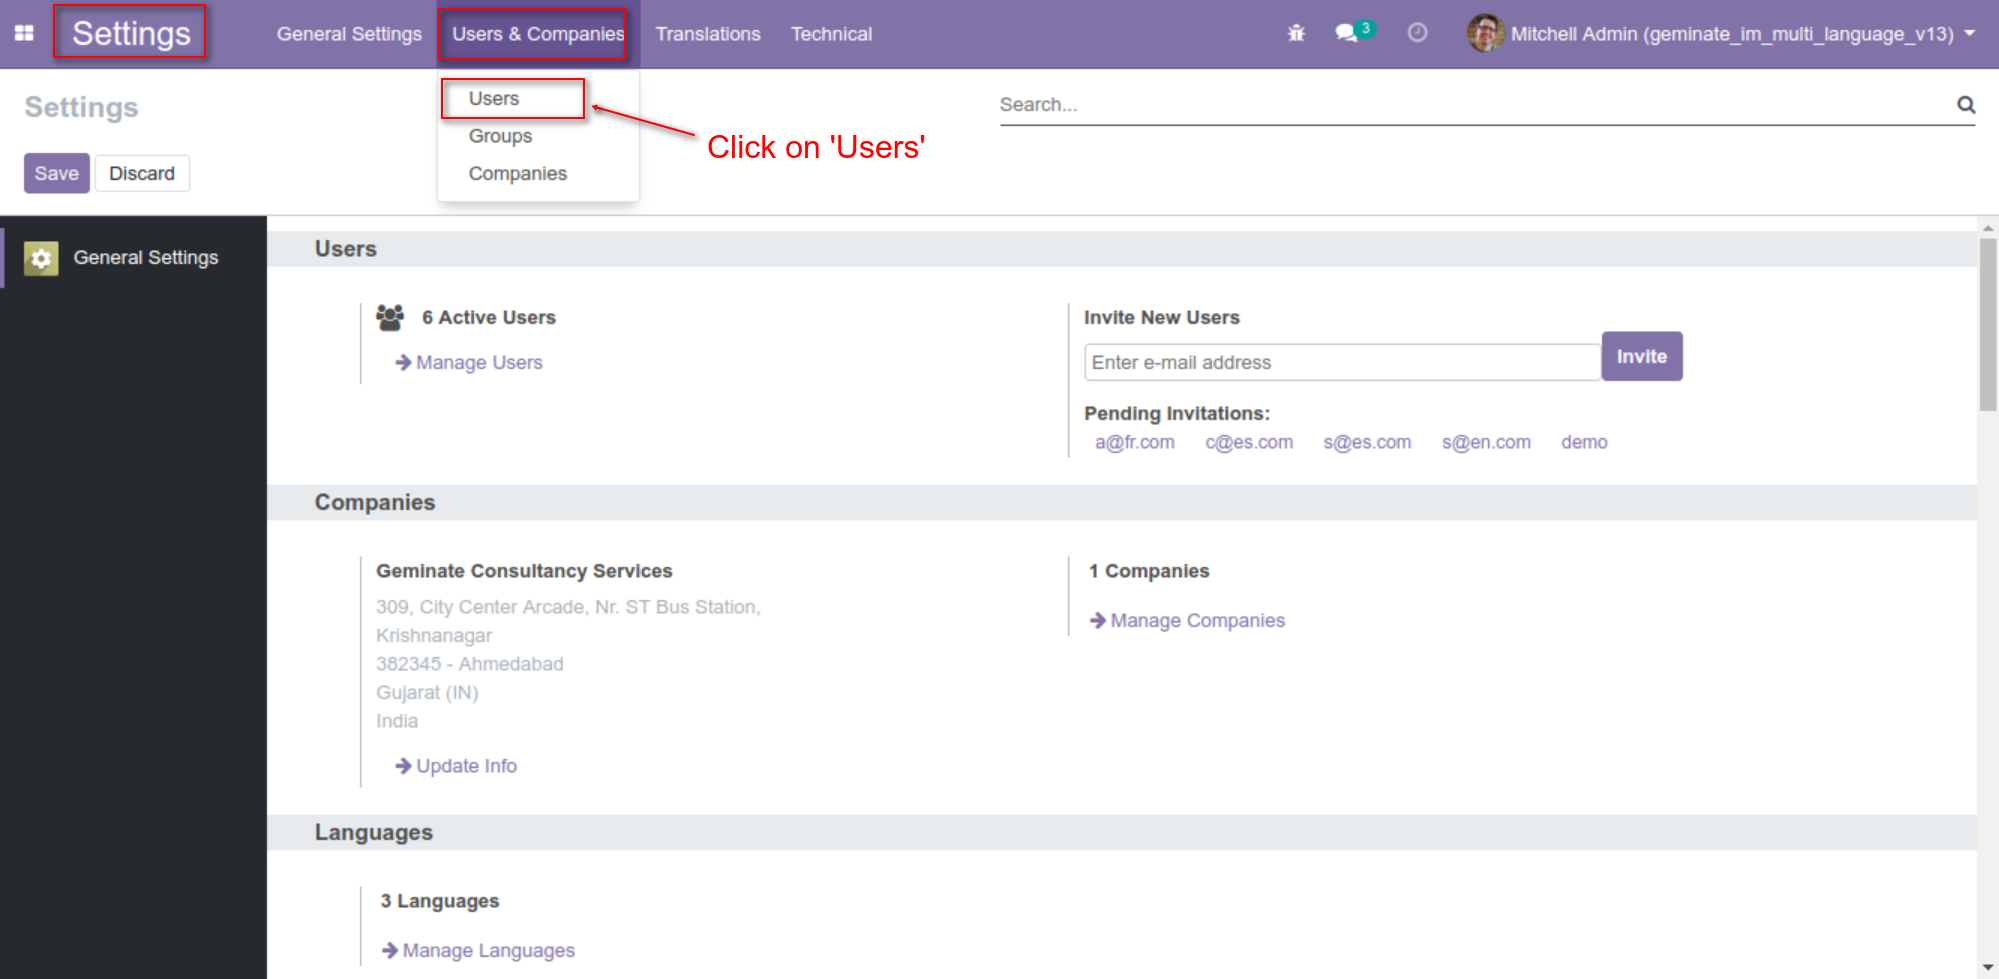 Settings
General Settings
Users & Companies
Translations
Technical
3
Mitchell Admin (geminate_im_multi_language_v13)
Settings
Users
Groups
Companies
Click on 'Users'
Search...
Save
Discard
General Settings
Users
6 Active Users
Manage Users
Invite New Users
Enter e-mail address
Invite
Pending Invitations:
a@fr.com c@es.com s@es.com s@en.com demo
Companies
Geminate Consultancy Services
309, City Center Arcade, Nr. ST Bus Station,
Krishnanagar
382345 - Ahmedabad
Gujarat (IN)
India
Update Info
1 Companies
Manage Companies
Languages
3 Languages
Manage Languages